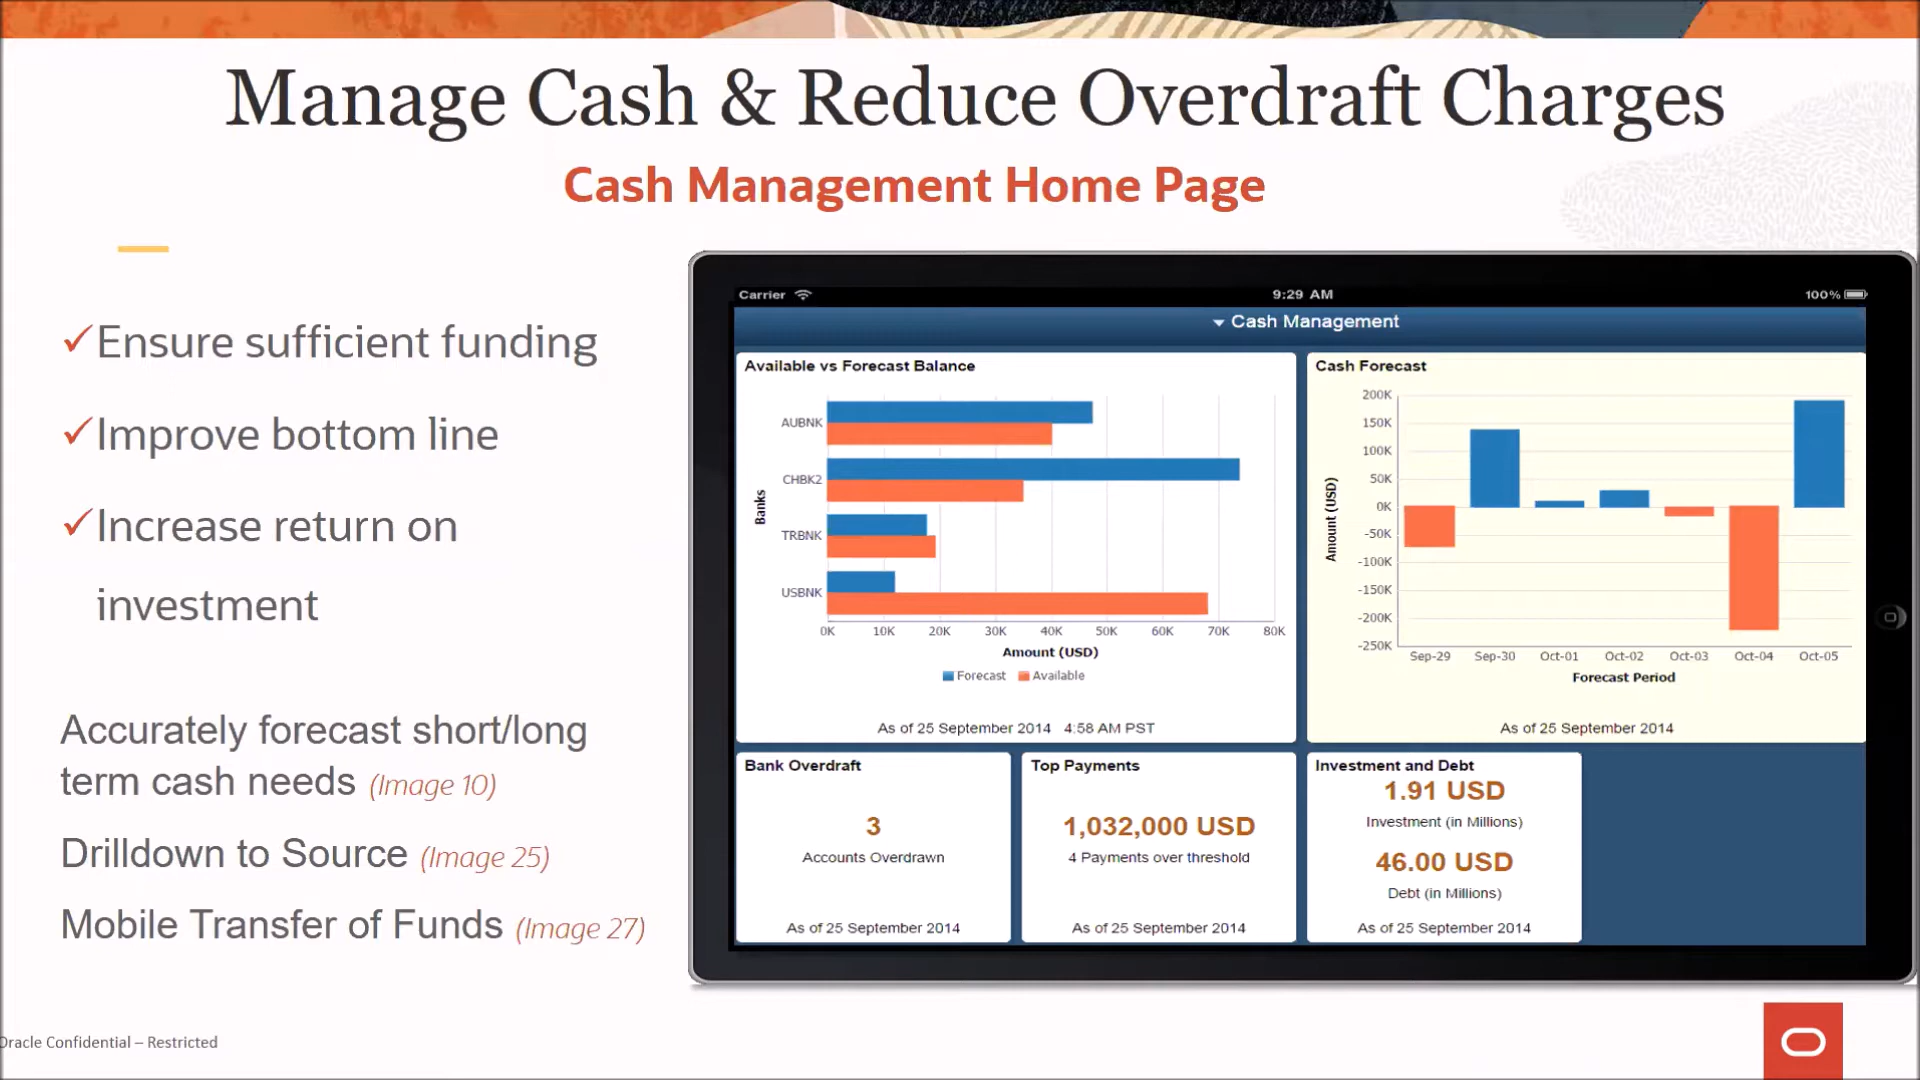 Manage Cash & Reduce Overdraft Charges
Cash Management Home Page
✓Ensure sufficient funding
✓Improve bottom line
✓Increase return on
investment
Accurately forecast short/long
term cash needs (Image 10)
Drilldown to Source (Image 25)
Mobile Transfer of Funds (Image 27)
Carrier
9:29 AM
100%
Cash Management
Available vs Forecast Balance
Banks
AUBNK
CHBK2
TRBNK
USBNK
0K 10K 20K 30K 40K 50K 60K 70K 80K
Amount (USD)
Forecast Available
As of 25 September 2014 4:58 AM PST
Cash Forecast
Amount (USD)
200K
150K
100K
50K
0K
-50K
-100K
-150K
-200K
-250K
Sep-29 Sep-30 Oct-01 Oct-02 Oct-03 Oct-04 Oct-05
Forecast Period
As of 25 September 2014
Bank Overdraft
3
Accounts Overdrawn
As of 25 September 2014
Top Payments
1,032,000 USD
4 Payments over threshold
As of 25 September 2014
Investment and Debt
1.91 USD
Investment (in Millions)
46.00 USD
Debt (in Millions)
As of 25 September 2014
Oracle Confidential – Restricted